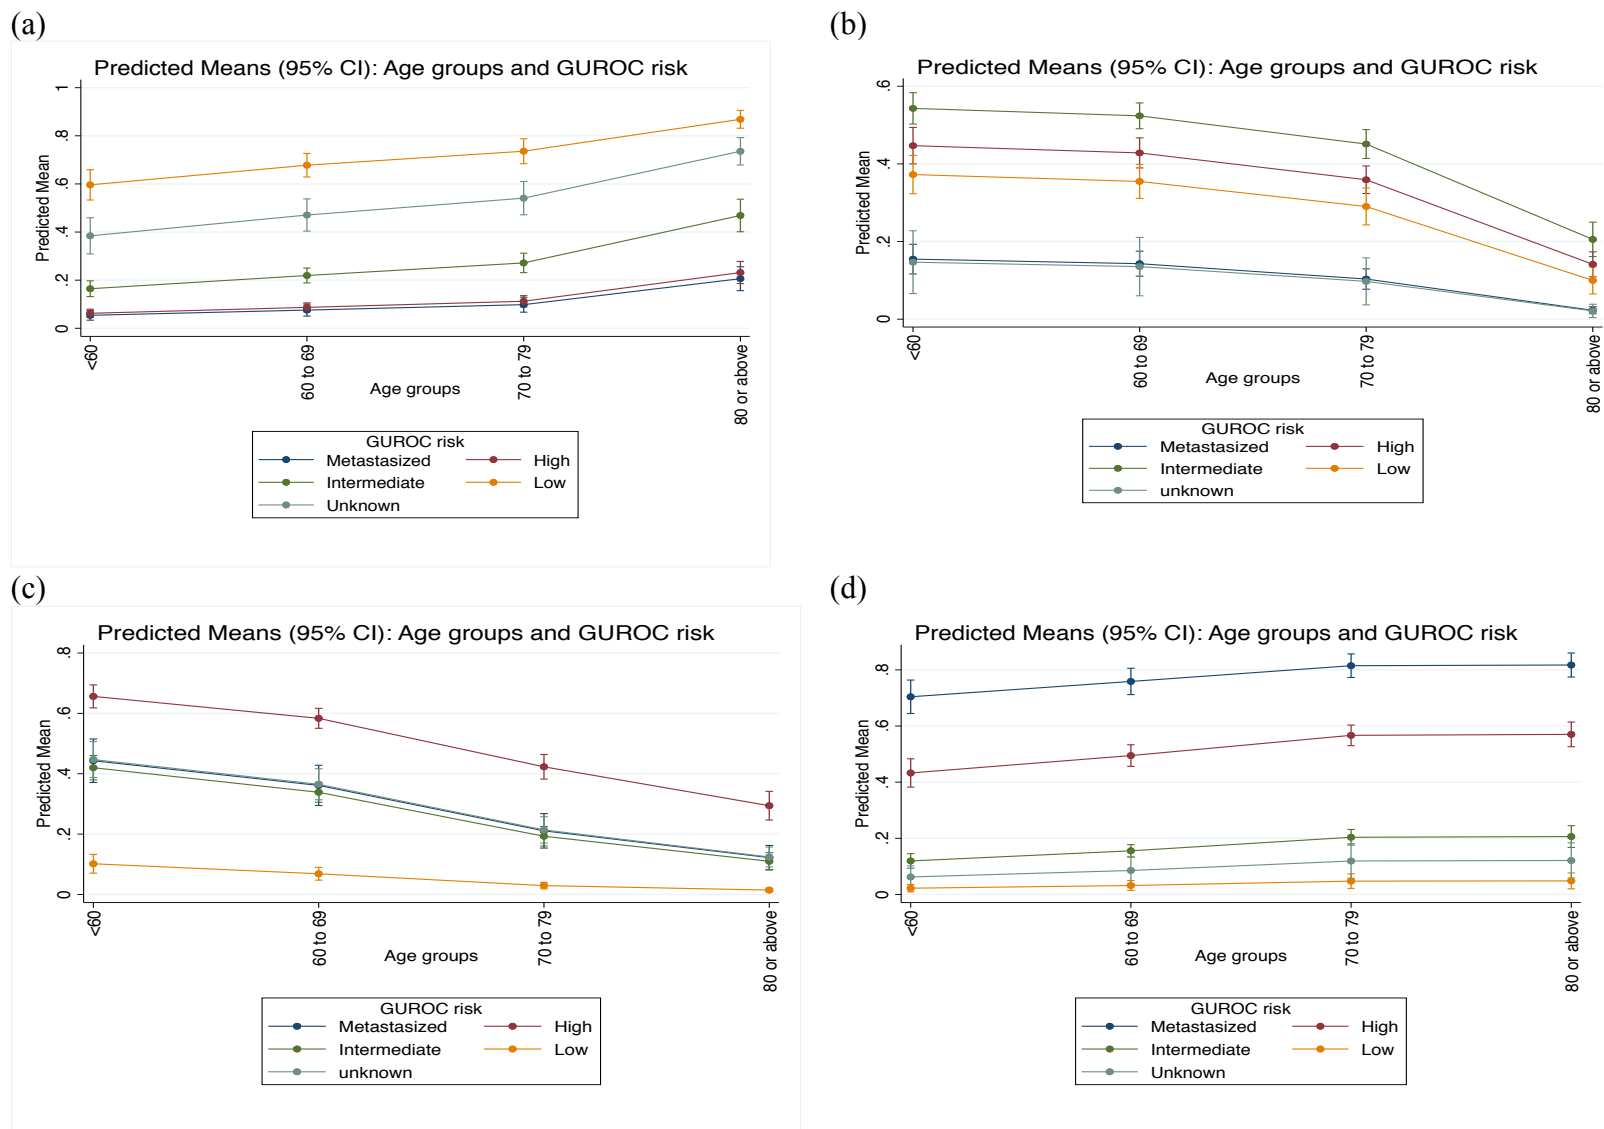 (a)
Predicted Means (95% CI): Age groups and GUROC risk
Predicted Mean
0 .2 .4 .6 .8 1
<60 60 to 69 70 to 79 80 or above
Age groups
GUROC risk
Metastasized High
Intermediate Low
Unknown
(b)
Predicted Means (95% CI): Age groups and GUROC risk
Predicted Mean
0 .2 .4 .6
<60 60 to 69 70 to 79 80 or above
Age groups
GUROC risk
Metastasized High
Intermediate Low
unknown
(c)
Predicted Means (95% CI): Age groups and GUROC risk
Predicted Mean
0 .2 .4 .6 .8
<60 60 to 69 70 to 79 80 or above
Age groups
GUROC risk
Metastasized High
Intermediate Low
unknown
(d)
Predicted Means (95% CI): Age groups and GUROC risk
Predicted Mean
0 .2 .4 .6 .8
<60 60 to 69 70 to 79 80 or above
Age groups
GUROC risk
Metastasized High
Intermediate Low
Unknown